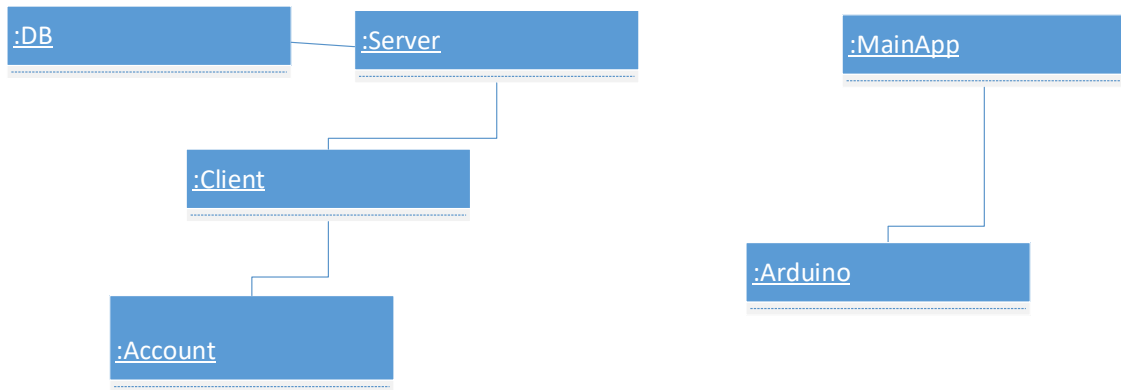 :DB
:Server
:MainApp
:Client
:Arduino
:Account